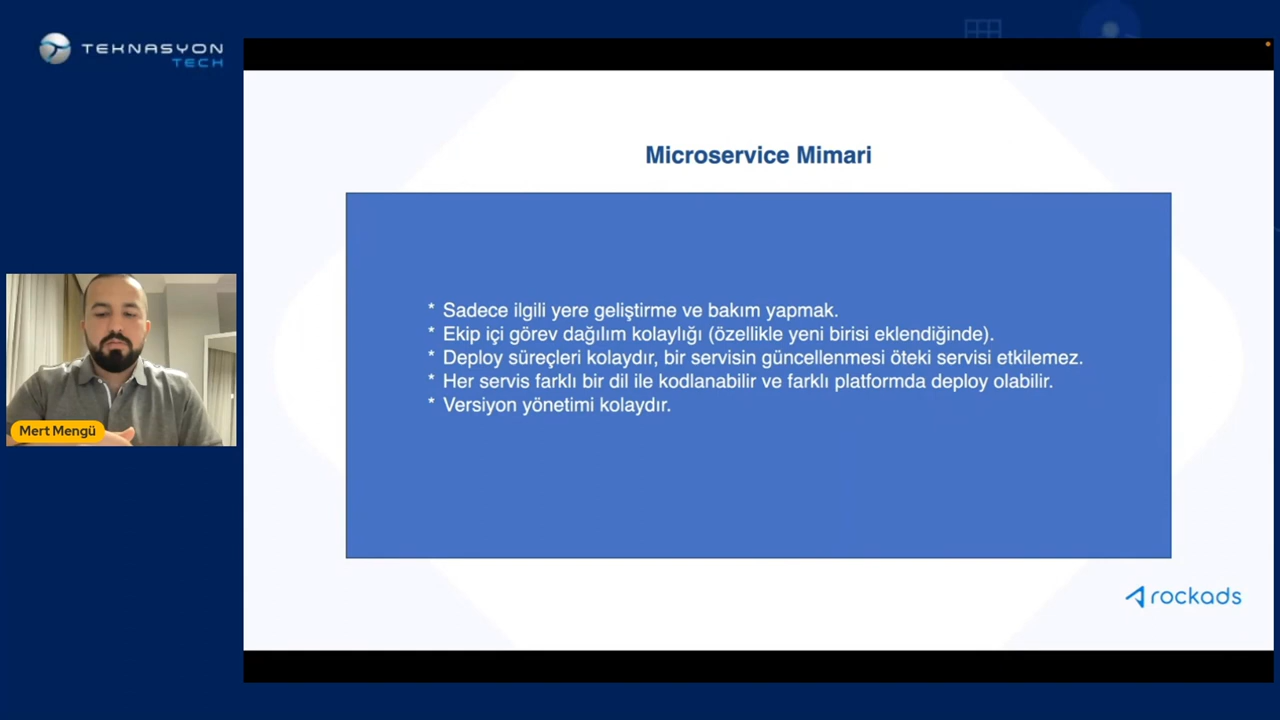 TEKNASYON
TECH
Microservice Mimari
* Sadece ilgili yere geliştirme ve bakım yapmak.
* Ekip içi görev dağılım kolaylığı (özellikle yeni birisi eklendiğinde).
* Deploy süreçleri kolaydır, bir servisin güncellenmesi öteki servisi etkilemez.
* Her servis farklı bir dil ile kodlanabilir ve farklı platformda deploy olabilir.
* Versiyon yönetimi kolaydır.
Mert Mengü
rockads